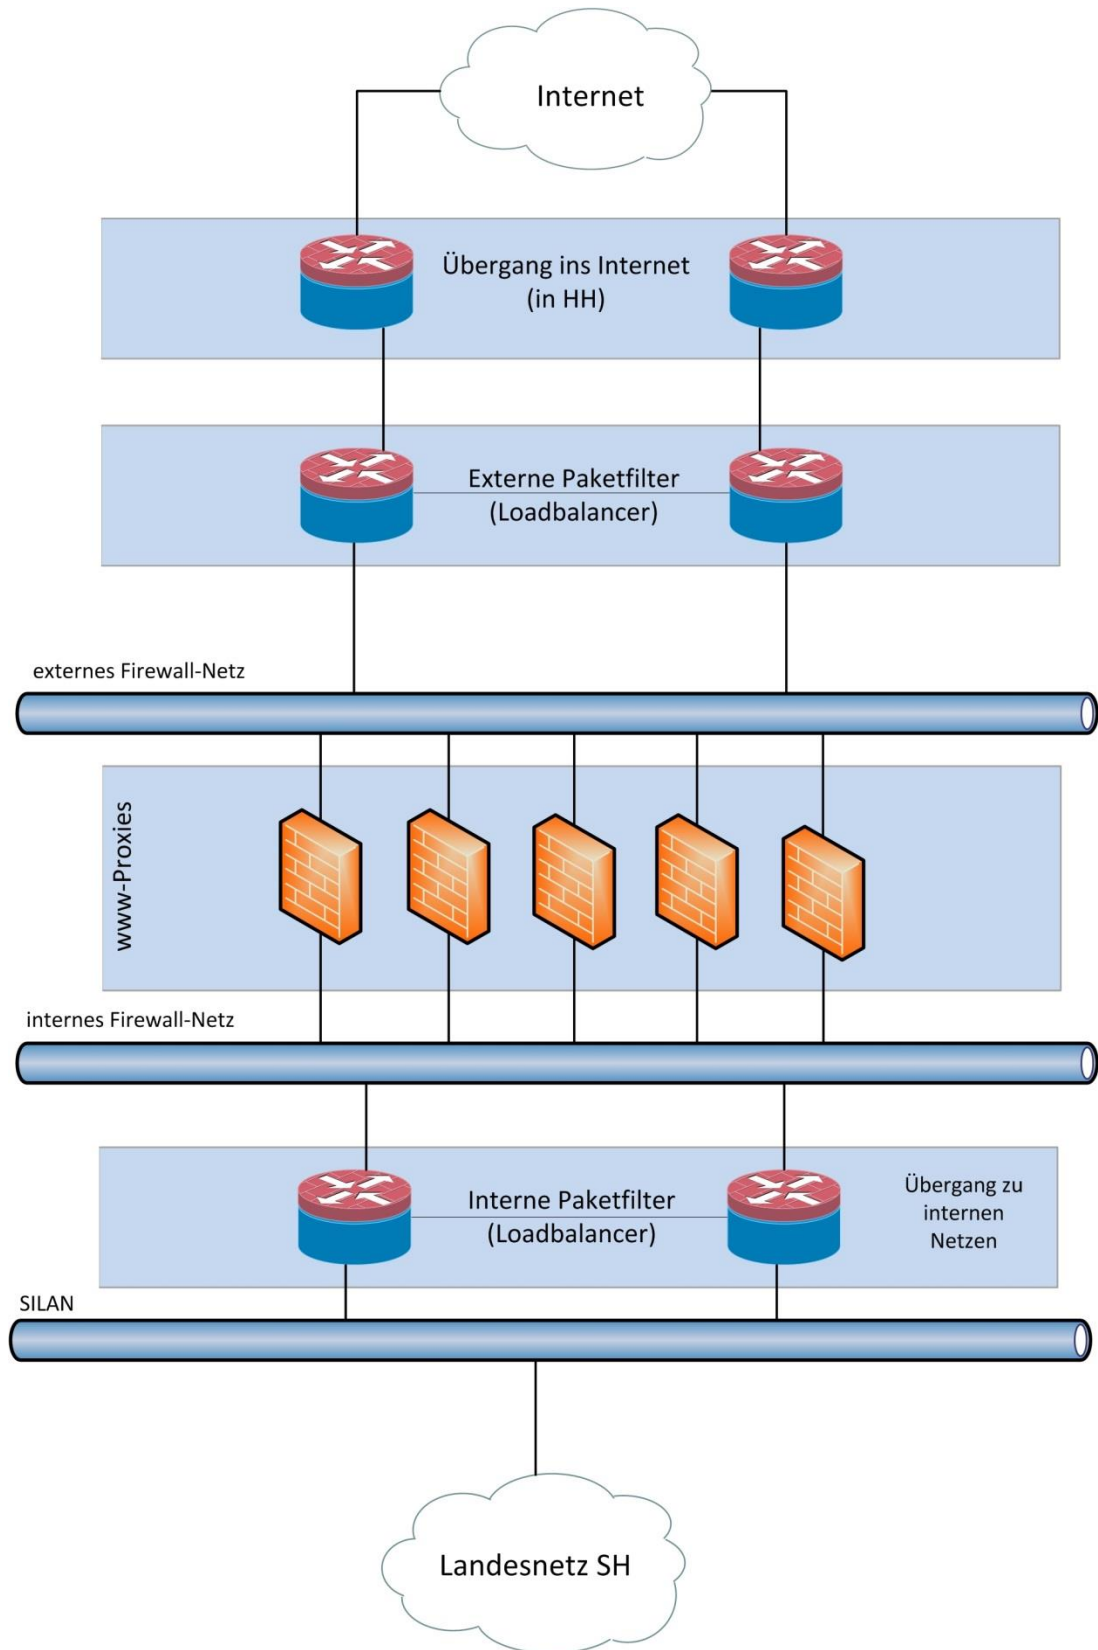 Internet
Übergang ins Internet
(in HH)
Externe Paketfilter
(Loadbalancer)
externes Firewall-Netz
www-Proxies
internes Firewall-Netz
Interne Paketfilter
(Loadbalancer)
Übergang zu
internen
Netzen
SILAN
Landesnetz SH